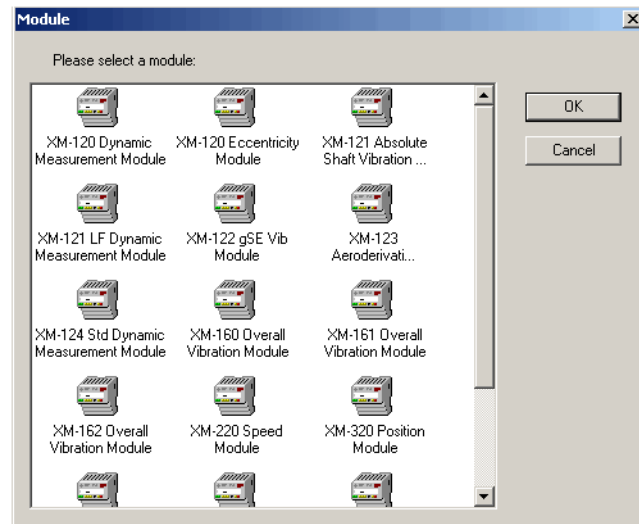 Module
Please select a module:
XM-120 Dynamic
Measurement Module
XM-120 Eccentricity
Module
XM-121 Absolute
Shaft Vibration ...
XM-121 LF Dynamic
Measurement Module
XM-122 gSE Vib
Module
XM-123
Aeroderivati...
XM-124 Std Dynamic
Measurement Module
XM-160 Overall
Vibration Module
XM-161 Overall
Vibration Module
XM-162 Overall
Vibration Module
XM-220 Speed
Module
XM-320 Position
Module
OK
Cancel